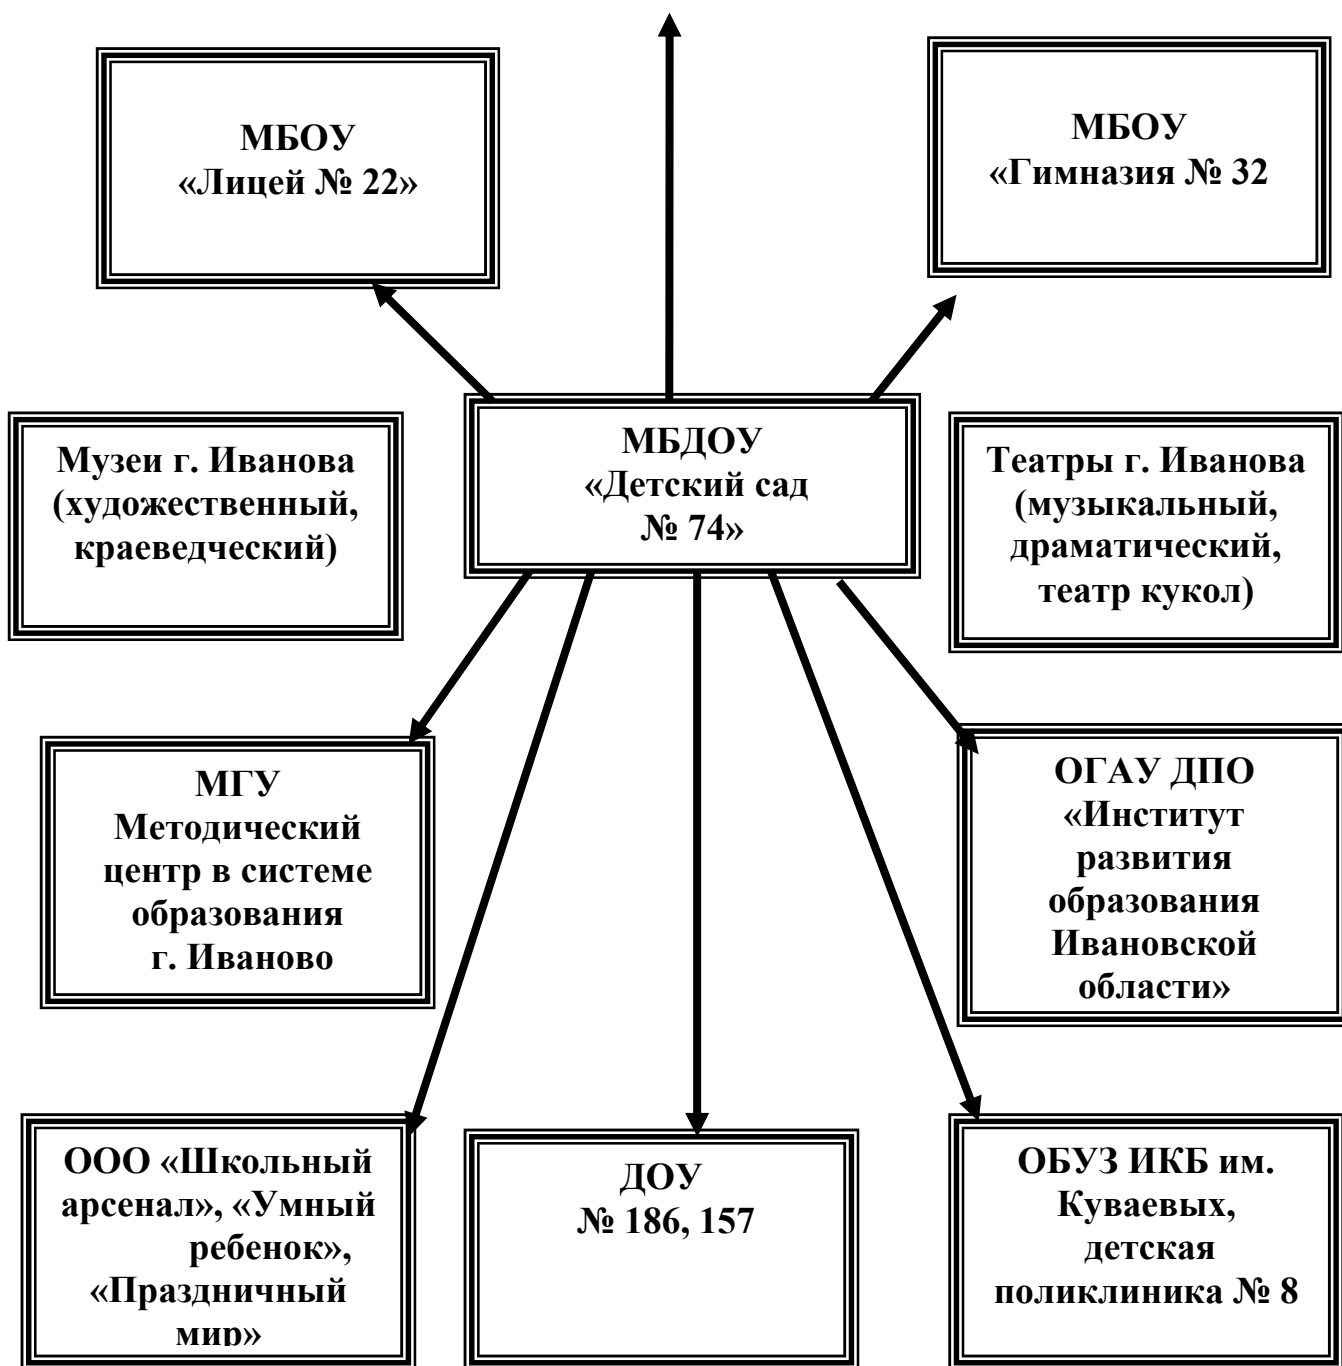 МБОУ
«Лицей № 22»
МБОУ
«Гимназия № 32
Музеи г. Иванова
(художественный,
краеведческий)
МБДОУ
«Детский сад
№ 74»
Театры г. Иванова
(музыкальный,
драматический,
театр кукол)
МГУ
Методический
центр в системе
образования
г. Иваново
ОГАУ ДПО
«Институт
развития
образования
Ивановской
области»
ООО «Школьный
арсенал», «Умный
ребенок»,
«Праздничный
мир»
ДОУ
№ 186, 157
ОБУЗ ИКБ им.
Куваевых,
детская
поликлиника № 8